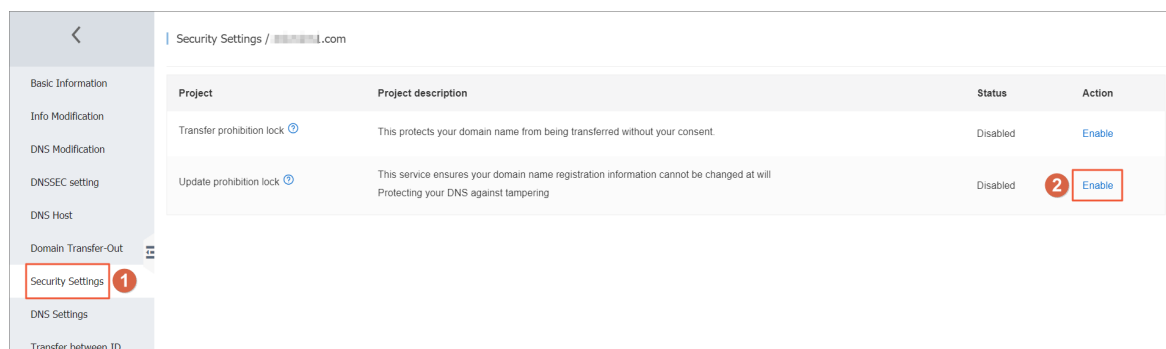 Security Settings / .com
Basic Information
Info Modification
DNS Modification
DNSSEC setting
DNS Host
Domain Transfer-Out
Security Settings
1
DNS Settings
Transfer between ID
Project Project description Status Action
Transfer prohibition lock ? This protects your domain name from being transferred without your consent. Disabled Enable
Update prohibition lock ? This service ensures your domain name registration information cannot be changed at will
Protecting your DNS against tampering
Disabled 2 Enable